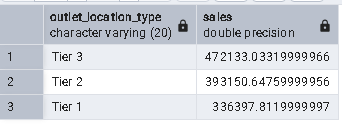 outlet_location_type sales
character varying (20) double precision
1 Tier 3 472133.03319999966
2 Tier 2 393150.64759999956
3 Tier 1 336397.8119999997